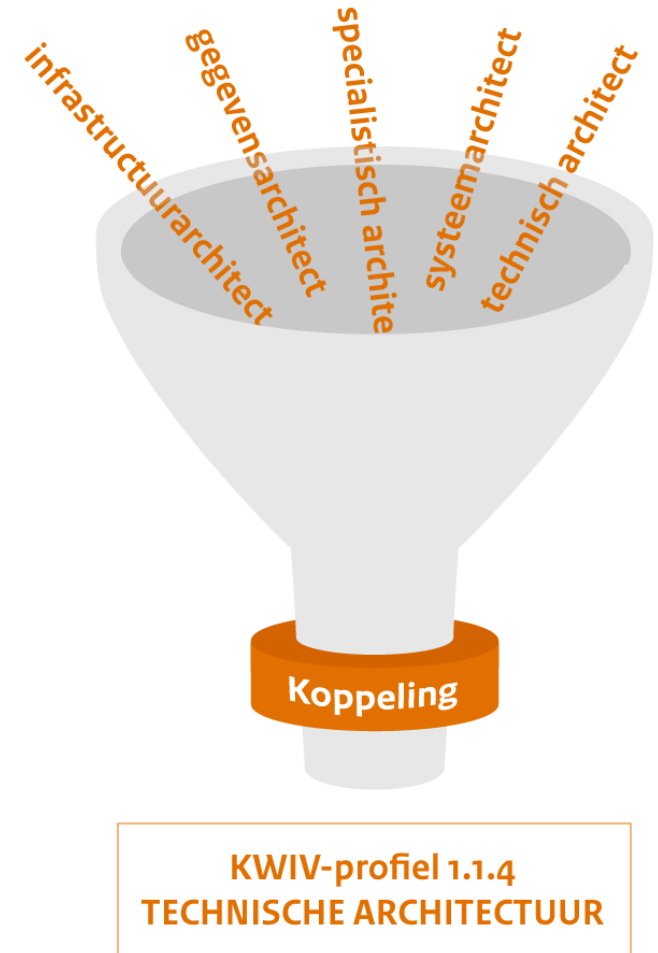 infrastructuurarchitect
gegevensarchitect
specialistisch archite
systeemarchitect
technisch architect
Koppeling
KWIV-profiel 1.1.4
TECHNISCHE ARCHITECTUUR